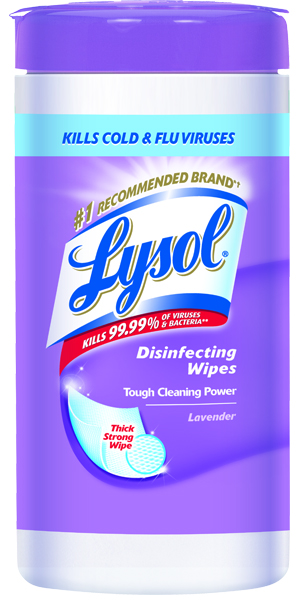 KILLS COLD & FLU VIRUSES
#1 RECOMMENDED BRAND*†
Lysol®
KILLS 99.99% OF VIRUSES & BACTERIA**
Disinfecting
Wipes
Tough Cleaning Power
Lavender
Thick
Strong
Wipe